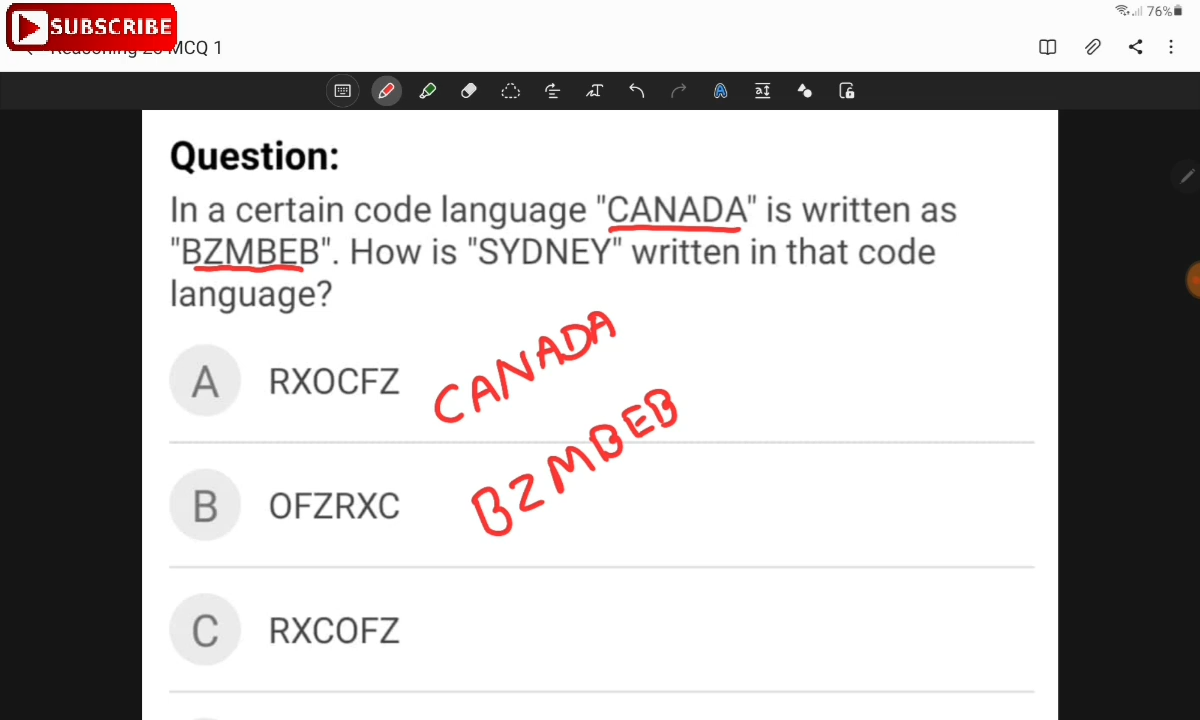 SUBSCRIBE
76%
MCQ 1
Question:
In a certain code language "CANADA" is written as
"BZMBEB". How is "SYDNEY" written in that code
language?
A RXOCFZ
CANADA
BZMBEB
B OFZRXC
C RXCOFZ